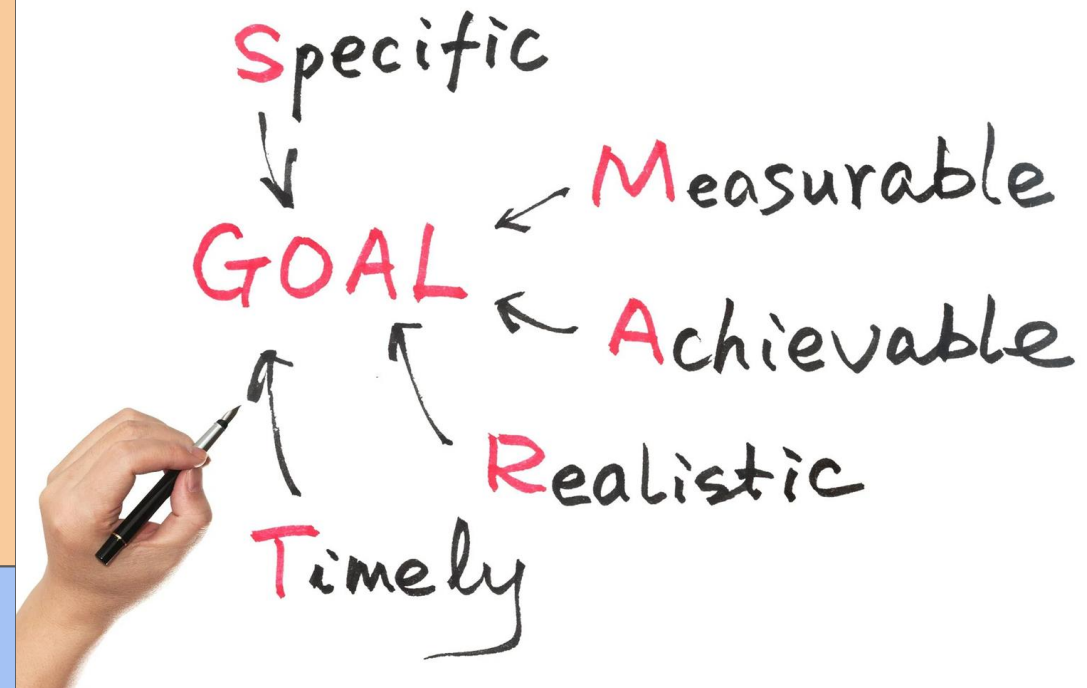 Specific
Measurable
GOAL
Achievable
Realistic
Timely